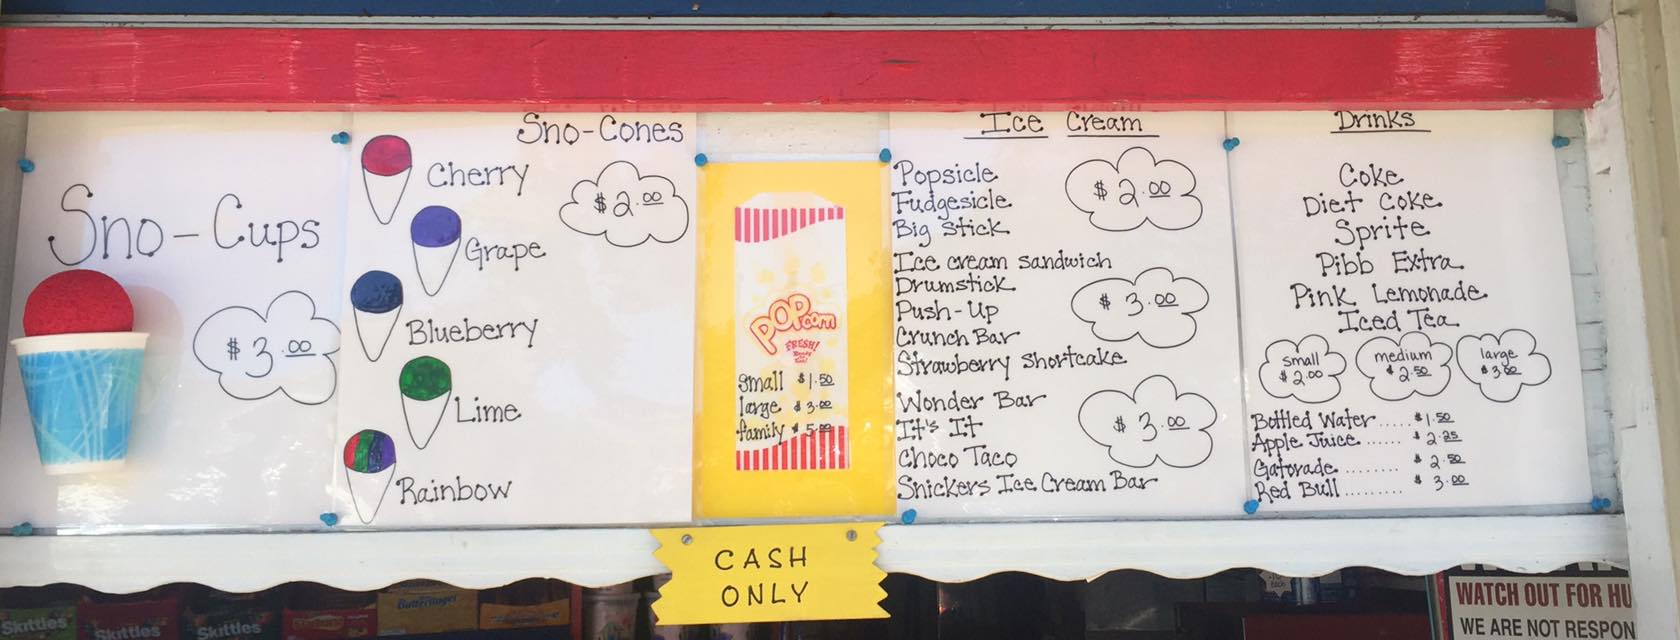 Sno-Cups
$3.00
Sno-Cones
Cherry
$2.00
Grape
Blueberry
Lime
Rainbow
POPcorn
FRESH!
small $1.50
large $3.00
family $5.00
Ice Cream
Popsicle
Fudgesicle
Big Stick
$2.00
Ice cream sandwich
Drumstick
Push-Up
Crunch Bar
Strawberry Shortcake
$3.00
Wonder Bar
It's It
Choco Taco
Snickers Ice Cream Bar
$3.00
Drinks
Coke
Diet Coke
Sprite
Pibb Extra
Pink Lemonade
Iced Tea
small
$2.00
medium
$2.50
large
$3.00
Bottled Water.....$1.50
Apple Juice......$2.25
Gatorade........$2.50
Red Bull.........$3.00
CASH
ONLY
Skittles
Skittles
Skittles
Starburst
Butterfinger
WATCH OUT FOR HU
WE ARE NOT RESPON